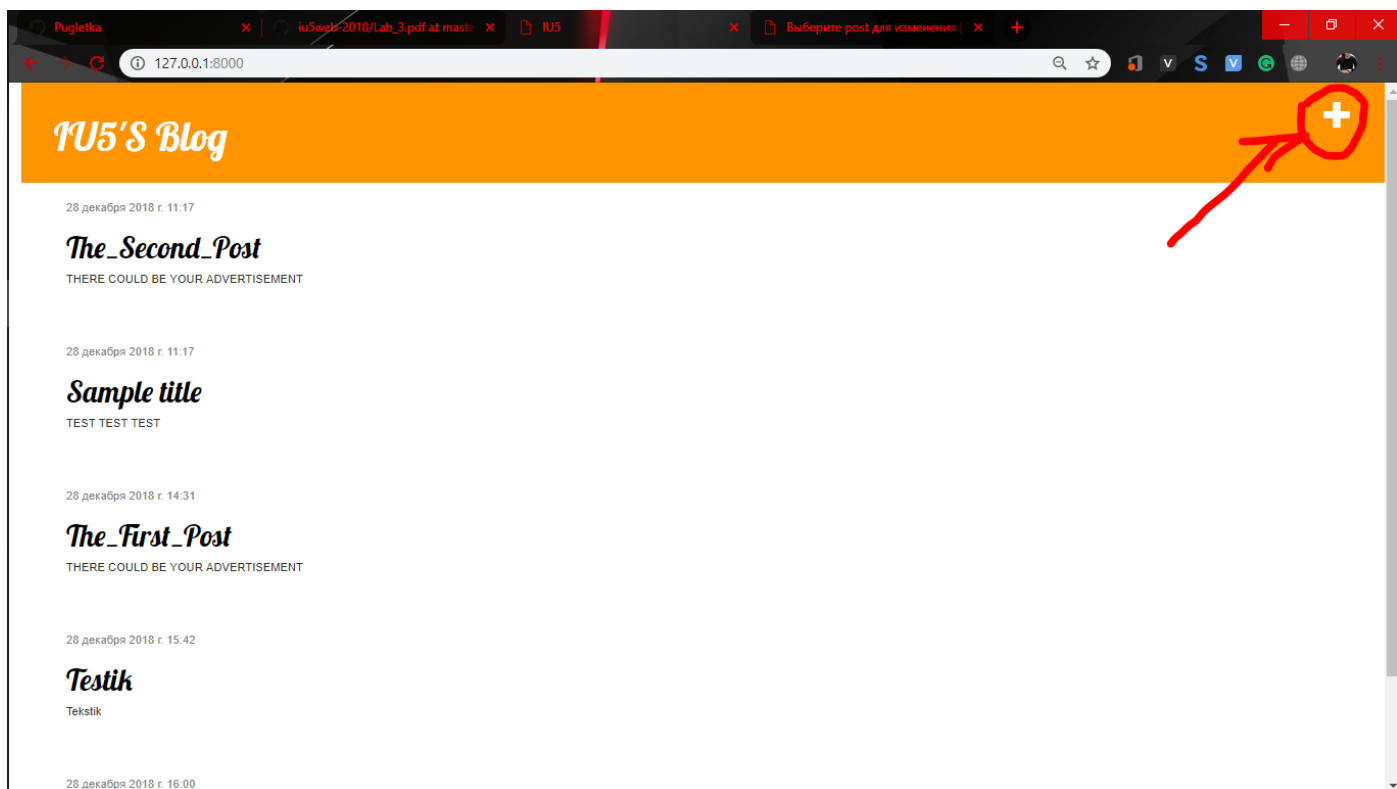 Pugletka
iu5web-2018/Lab_3.pdf at maste
IU5
Выберите post для изменения |
127.0.0.1:8000
IU5'S Blog
28 декабря 2018 г. 11:17
The_Second_Post
THERE COULD BE YOUR ADVERTISEMENT
28 декабря 2018 г. 11:17
Sample title
TEST TEST TEST
28 декабря 2018 г. 14:31
The_First_Post
THERE COULD BE YOUR ADVERTISEMENT
28 декабря 2018 г. 15:42
Testik
Tekstik
28 декабря 2018 г. 16:00